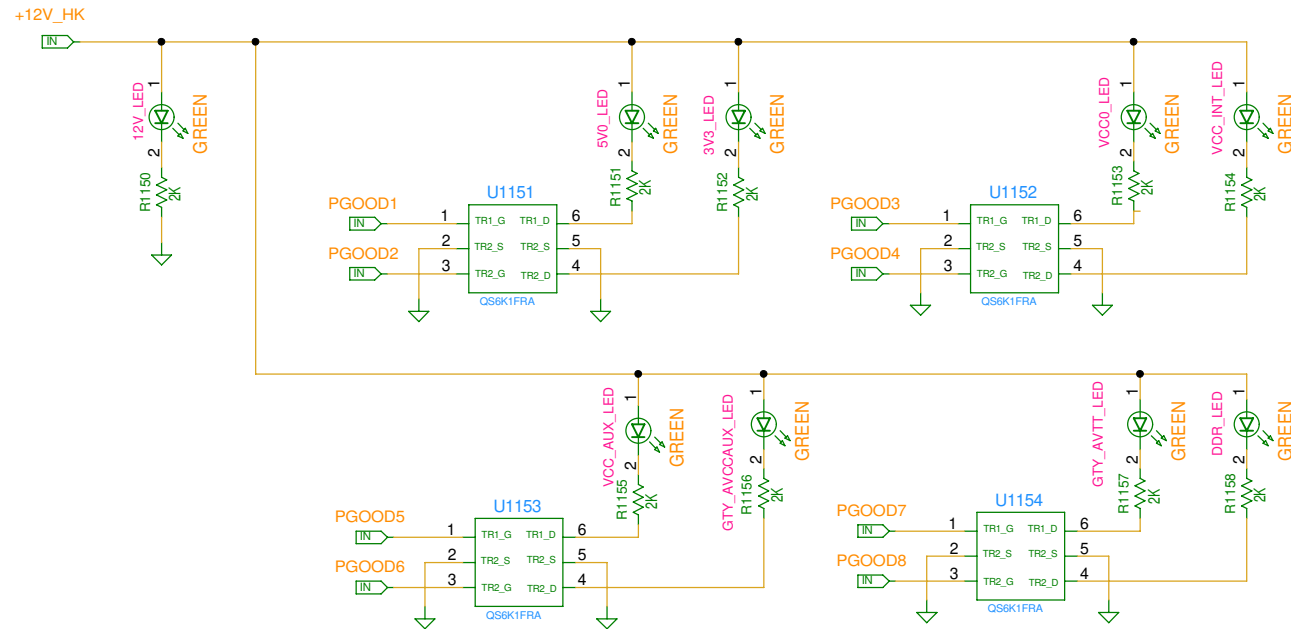 +12V_HK
IN
1
12V_LED
GREEN
2
R1150
2K
1
5V0_LED
GREEN
2
R1151
2K
1
3V3_LED
GREEN
2
R1152
2K
1
VCC0_LED
GREEN
2
R1153
2K
1
VCC_INT_LED
GREEN
2
R1154
2K
U1151
PGOOD1
IN
1 TR1_G TR1_D 6
2 TR2_S TR2_S 5
PGOOD2
IN
3 TR2_G TR2_D 4
QS6K1FRA
U1152
PGOOD3
IN
1 TR1_G TR1_D 6
2 TR2_S TR2_S 5
PGOOD4
IN
3 TR2_G TR2_D 4
QS6K1FRA
1
VCC_AUX_LED
GREEN
2
R1155
2K
1
GTY_AVCCAUX_LED
GREEN
2
R1156
2K
1
GTY_AVTT_LED
GREEN
2
R1157
2K
1
DDR_LED
GREEN
2
R1158
2K
U1153
PGOOD5
IN
1 TR1_G TR1_D 6
2 TR2_S TR2_S 5
PGOOD6
IN
3 TR2_G TR2_D 4
QS6K1FRA
U1154
PGOOD7
IN
1 TR1_G TR1_D 6
2 TR2_S TR2_S 5
PGOOD8
IN
3 TR2_G TR2_D 4
QS6K1FRA